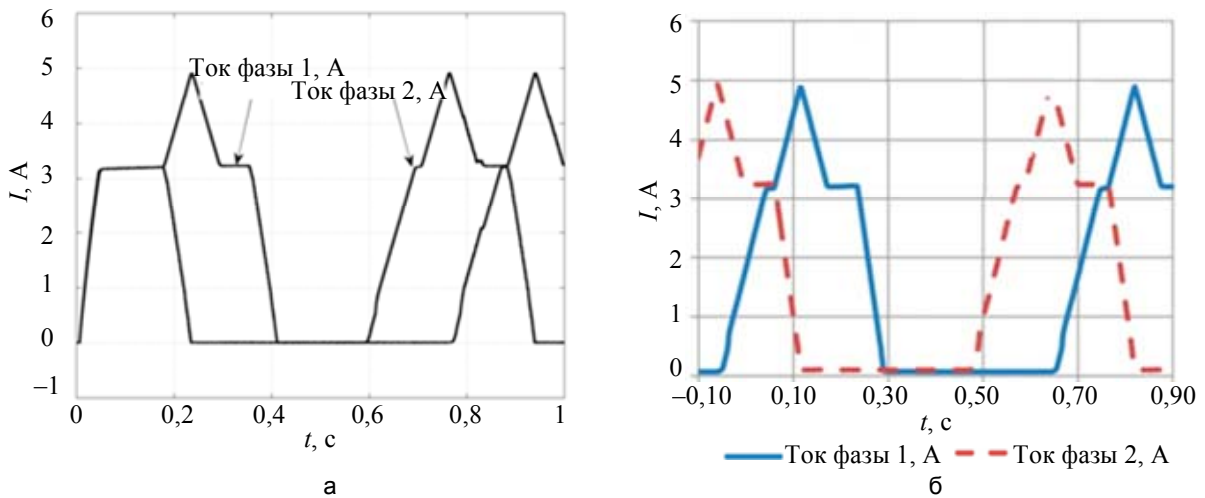 6
5
4
3
2
1
0
–1
I, А
Ток фазы 1, А
Ток фазы 2, А
0
0,2
0,4
0,6
0,8
1
t, с
а
6
5
4
3
2
1
0
I, А
–0,10
0,10
0,30
0,50
0,70
0,90
t, с
Ток фазы 1, А
Ток фазы 2, А
б